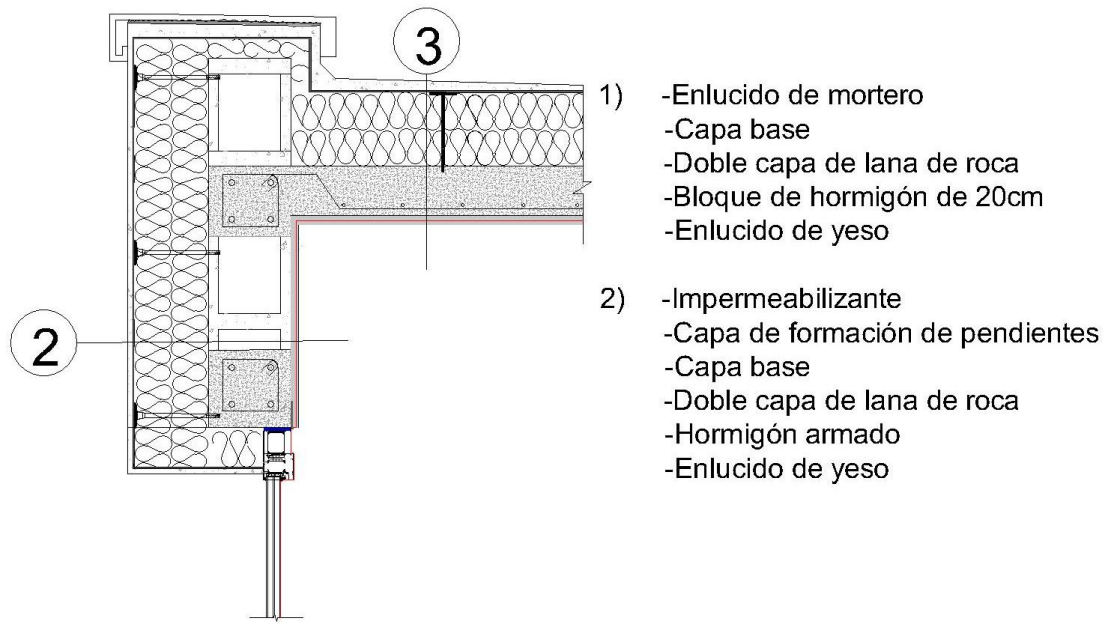 3
2
1) -Enlucido de mortero
-Capa base
-Doble capa de lana de roca
-Bloque de hormigón de 20cm
-Enlucido de yeso
2) -Impermeabilizante
-Capa de formación de pendientes
-Capa base
-Doble capa de lana de roca
-Hormigón armado
-Enlucido de yeso